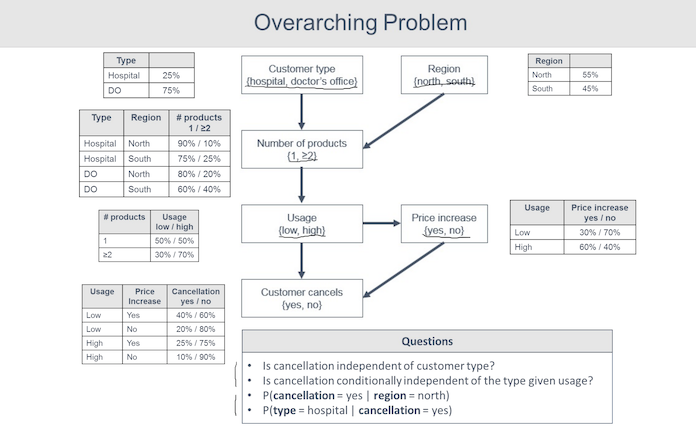 Overarching Problem
Type
Hospital 25%
DO 75%
Customer type
{hospital, doctor's office}
Region
{north, south}
Region
North 55%
South 45%
Type Region # products
1 / ≥2
Hospital North 90% / 10%
Hospital South 75% / 25%
DO North 80% / 20%
DO South 60% / 40%
Number of products
{1, ≥2}
# products Usage
low / high
1 50% / 50%
≥2 30% / 70%
Usage
{low, high}
Price increase
{yes, no}
Usage Price increase
yes / no
Low 30% / 70%
High 60% / 40%
Usage Price Cancellation
Increase yes / no
Low Yes 40% / 60%
Low No 20% / 80%
High Yes 25% / 75%
High No 10% / 90%
Customer cancels
{yes, no}
Questions
• Is cancellation independent of customer type?
• Is cancellation conditionally independent of the type given usage?
• P(cancellation = yes | region = north)
• P(type = hospital | cancellation = yes)